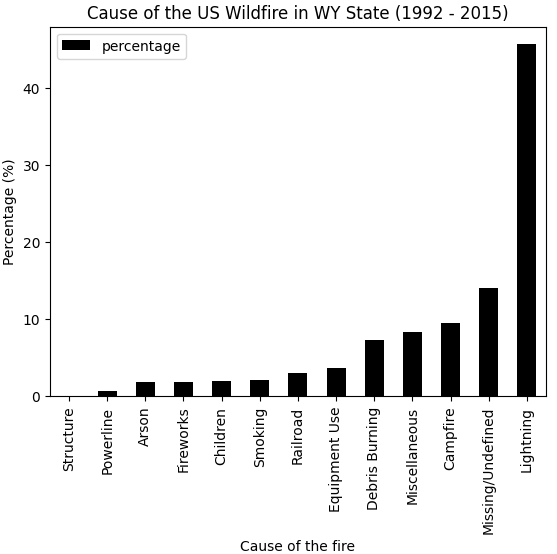 Cause of the US Wildfire in WY State (1992 - 2015)
percentage
Percentage (%)
40
30
20
10
0
Structure
Powerline
Arson
Fireworks
Children
Smoking
Railroad
Equipment Use
Debris Burning
Miscellaneous
Campfire
Missing/Undefined
Lightning
Cause of the fire